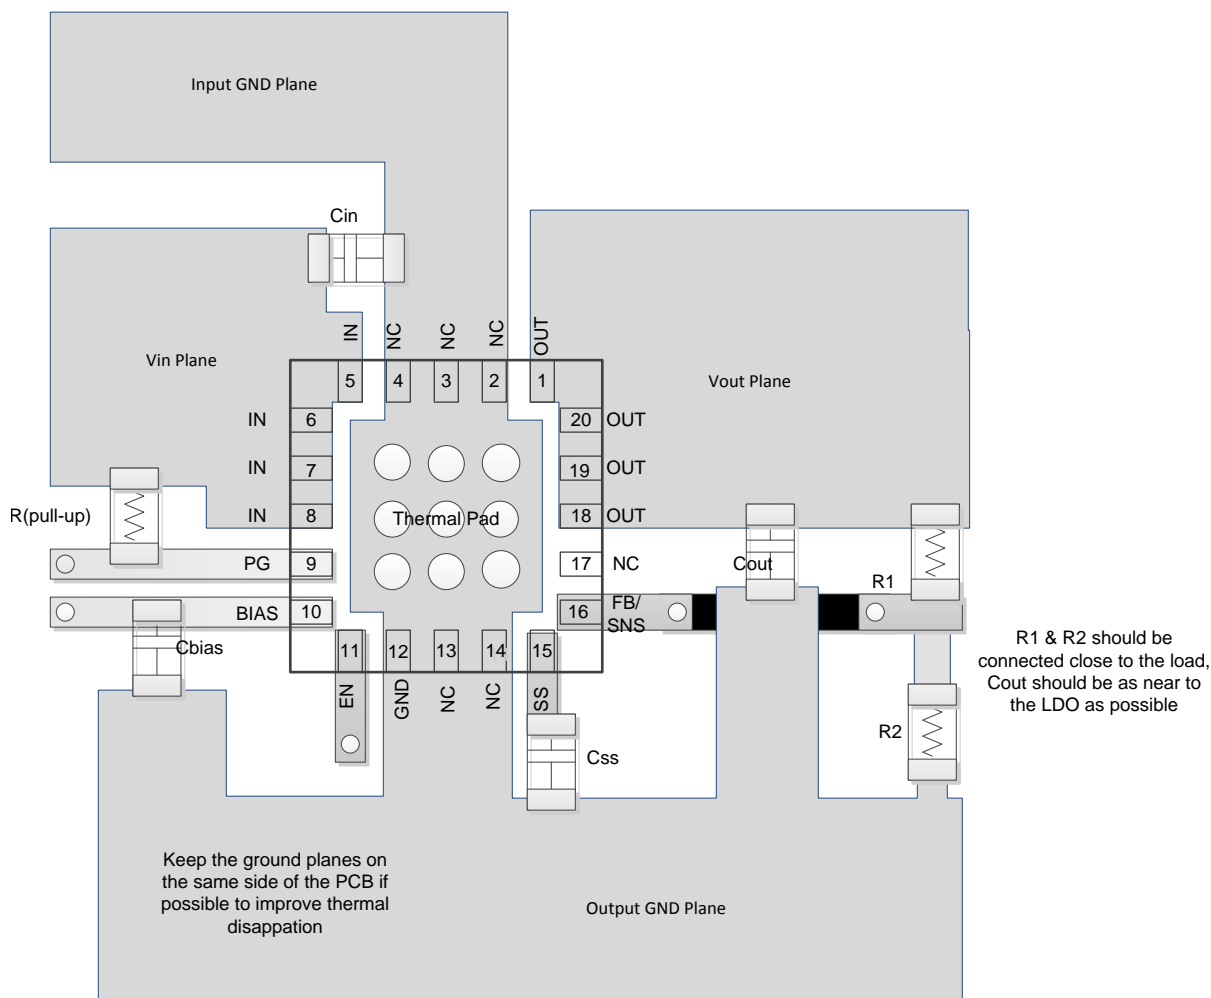 Input GND Plane
Cin
IN
NC
NC
NC
OUT
Vin Plane
Vout Plane
5
4
3
2
1
IN
6
20
OUT
IN
7
19
OUT
R(pull-up)
IN
8
Thermal Pad
18
OUT
PG
9
17
NC
Cout
R1
BIAS
10
16
FB/
SNS
Cbias
11
12
13
14
15
EN
GND
NC
NC
SS
R1 & R2 should be
connected close to the load,
Cout should be as near to
the LDO as possible
R2
Css
Keep the ground planes on
the same side of the PCB if
possible to improve thermal
disappation
Output GND Plane